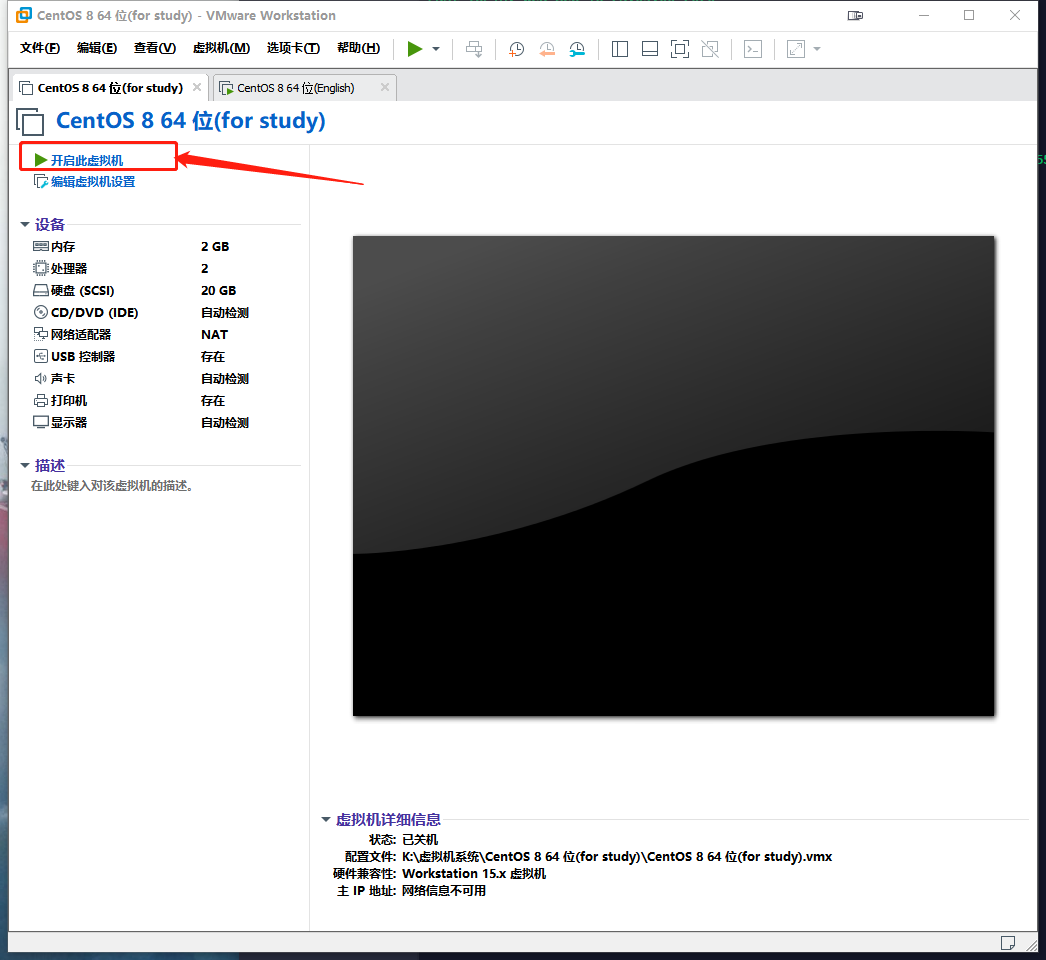 CentOS 8 64 位(for study) - VMware Workstation
文件(F) 编辑(E) 查看(V) 虚拟机(M) 选项卡(T) 帮助(H)
CentOS 8 64 位(for study) CentOS 8 64 位(English)
CentOS 8 64 位(for study)
开启此虚拟机
编辑虚拟机设置
设备
内存 2 GB
处理器 2
硬盘 (SCSI) 20 GB
CD/DVD (IDE) 自动检测
网络适配器 NAT
USB 控制器 存在
声卡 自动检测
打印机 存在
显示器 自动检测
描述
在此处键入对该虚拟机的描述。
虚拟机详细信息
状态: 已关机
配置文件: K:\虚拟机系统\CentOS 8 64 位(for study)\CentOS 8 64 位(for study).vmx
硬件兼容性: Workstation 15.x 虚拟机
主 IP 地址: 网络信息不可用